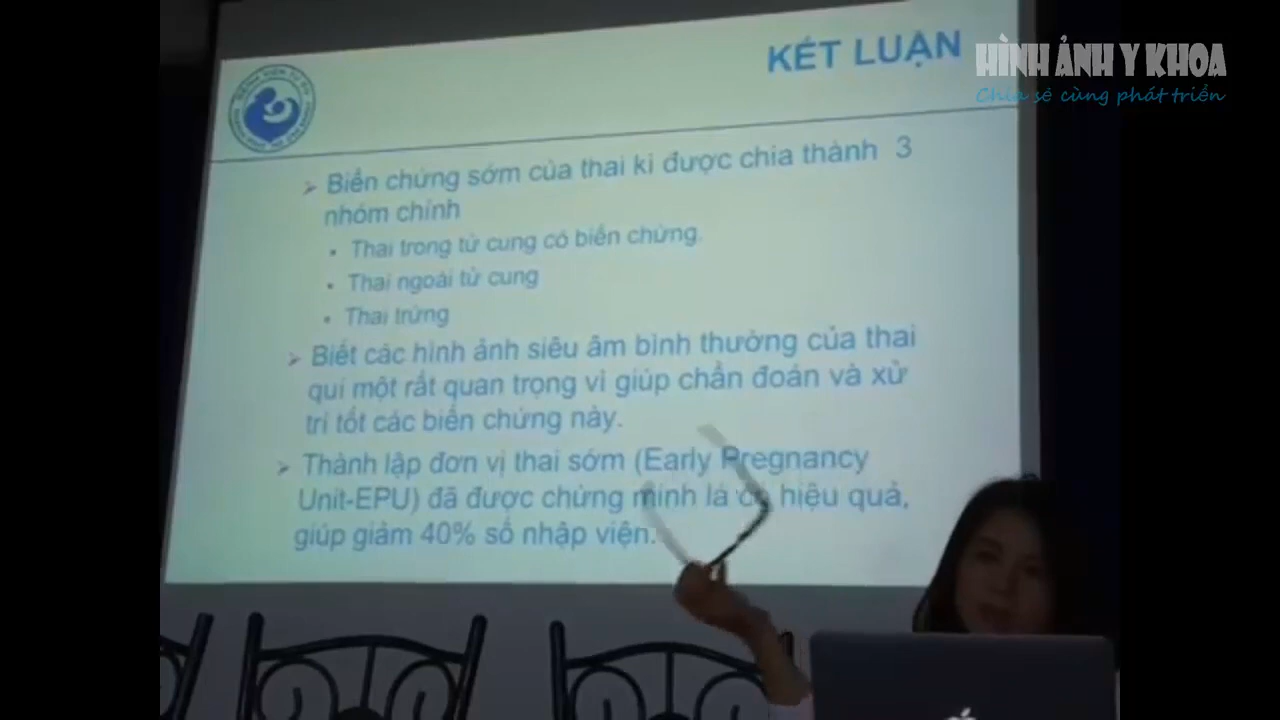 KẾT LUẬN
HÌNH ẢNH Y KHOA
Chia sẻ cùng phát triển
Biến chứng sớm của thai kì được chia thành 3
nhóm chính
Thai trong tử cung có biến chứng.
Thai ngoài tử cung
Thai trứng
Biết các hình ảnh siêu âm bình thường của thai
quí một rất quan trọng vì giúp chẩn đoán và xử
trí tốt các biến chứng này.
Thành lập đơn vị thai sớm (Early Pregnancy
Unit-EPU) đã được chứng minh là có hiệu quả,
giúp giảm 40% số nhập viện.